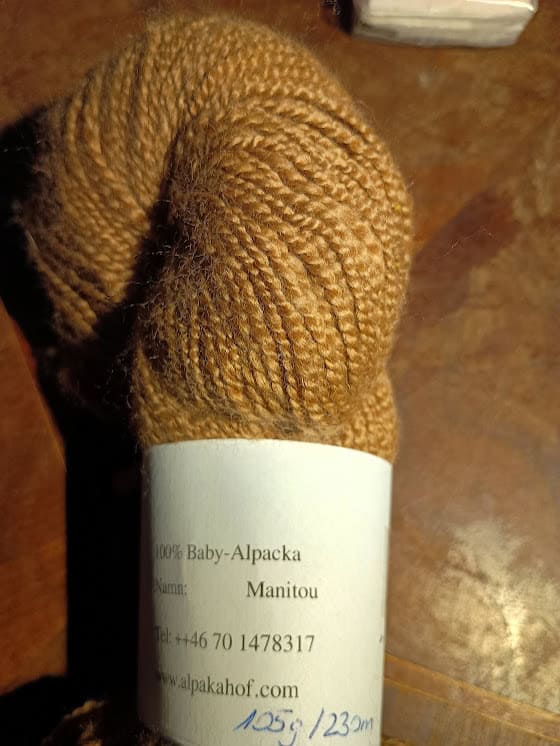 100% Baby-Alpacka
Namn: Manitou
Tel: ++46 70 1478317
www.alpakahof.com
105g /230m